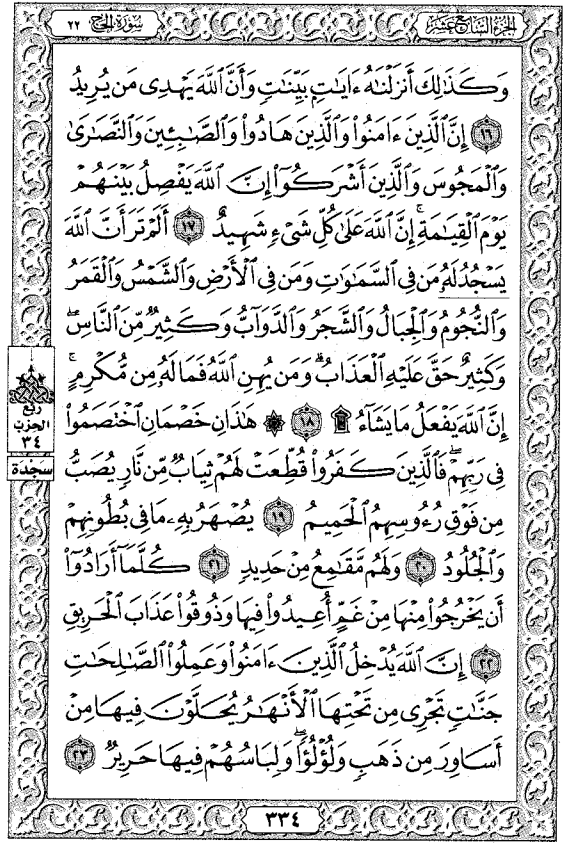 الجزء السابع عشر
سورة الحج ٢٢
وَكَذَٰلِكَ أَنزَلْنَٰهُ ءَايَٰتٍۭ بَيِّنَٰتٍ وَأَنَّ ٱللَّهَ يَهْدِى مَن يُرِيدُ
١٦ إِنَّ ٱلَّذِينَ ءَامَنُوا۟ وَٱلَّذِينَ هَادُوا۟ وَٱلصَّٰبِـِٔينَ وَٱلنَّصَٰرَىٰ
وَٱلْمَجُوسَ وَٱلَّذِينَ أَشْرَكُوٓا۟ إِنَّ ٱللَّهَ يَفْصِلُ بَيْنَهُمْ
يَوْمَ ٱلْقِيَٰمَةِ ۚ إِنَّ ٱللَّهَ عَلَىٰ كُلِّ شَىْءٍ شَهِيدٌ ١٧ أَلَمْ تَرَ أَنَّ ٱللَّهَ
يَسْجُدُ لَهُۥ مَن فِى ٱلسَّمَٰوَٰتِ وَمَن فِى ٱلْأَرْضِ وَٱلشَّمْسُ وَٱلْقَمَرُ
وَٱلنُّجُومُ وَٱلْجِبَالُ وَٱلشَّجَرُ وَٱلدَّوَآبُّ وَكَثِيرٌ مِّنَ ٱلنَّاسِ ۖ
وَكَثِيرٌ حَقَّ عَلَيْهِ ٱلْعَذَابُ ۗ وَمَن يُهِنِ ٱللَّهُ فَمَا لَهُۥ مِن مُّكْرِمٍ ۚ
إِنَّ ٱللَّهَ يَفْعَلُ مَا يَشَآءُ ۩ ١٨ ۞ هَٰذَانِ خَصْمَانِ ٱخْتَصَمُوا۟
فِى رَبِّهِمْ ۖ فَٱلَّذِينَ كَفَرُوا۟ قُطِّعَتْ لَهُمْ ثِيَابٌ مِّن نَّارٍ يُصَبُّ
مِن فَوْقِ رُءُوسِهِمُ ٱلْحَمِيمُ ١٩ يُصْهَرُ بِهِۦ مَا فِى بُطُونِهِمْ
وَٱلْجُلُودُ ٢٠ وَلَهُم مَّقَٰمِعُ مِنْ حَدِيدٍ ٢١ كُلَّمَآ أَرَادُوٓا۟
أَن يَخْرُجُوا۟ مِنْهَا مِنْ غَمٍّ أُعِيدُوا۟ فِيهَا وَذُوقُوا۟ عَذَابَ ٱلْحَرِيقِ
٢٢ إِنَّ ٱللَّهَ يُدْخِلُ ٱلَّذِينَ ءَامَنُوا۟ وَعَمِلُوا۟ ٱلصَّٰلِحَٰتِ
جَنَّٰتٍ تَجْرِى مِن تَحْتِهَا ٱلْأَنْهَٰرُ يُحَلَّوْنَ فِيهَا مِنْ
أَسَاوِرَ مِن ذَهَبٍ وَلُؤْلُؤًا ۖ وَلِبَاسُهُمْ فِيهَا حَرِيرٌ ٢٣
ربع
الحزب
٣٤
سجدة
٣٣٤